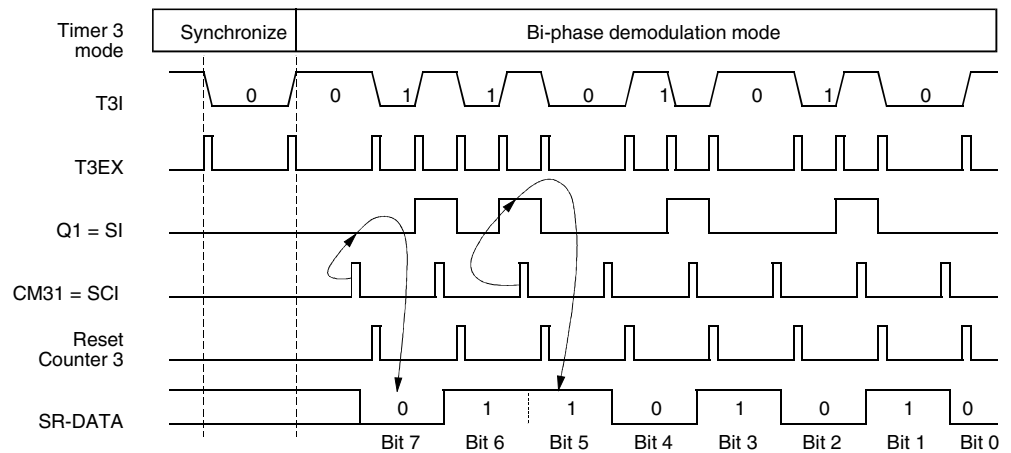 Timer 3
mode
Synchronize
Bi-phase demodulation mode
T3I
0 0 1 1 0 1 0 1 0
T3EX
Q1 = SI
CM31 = SCI
Reset
Counter 3
SR-DATA
0 1 1 0 1 0 1 0
Bit 7 Bit 6 Bit 5 Bit 4 Bit 3 Bit 2 Bit 1 Bit 0